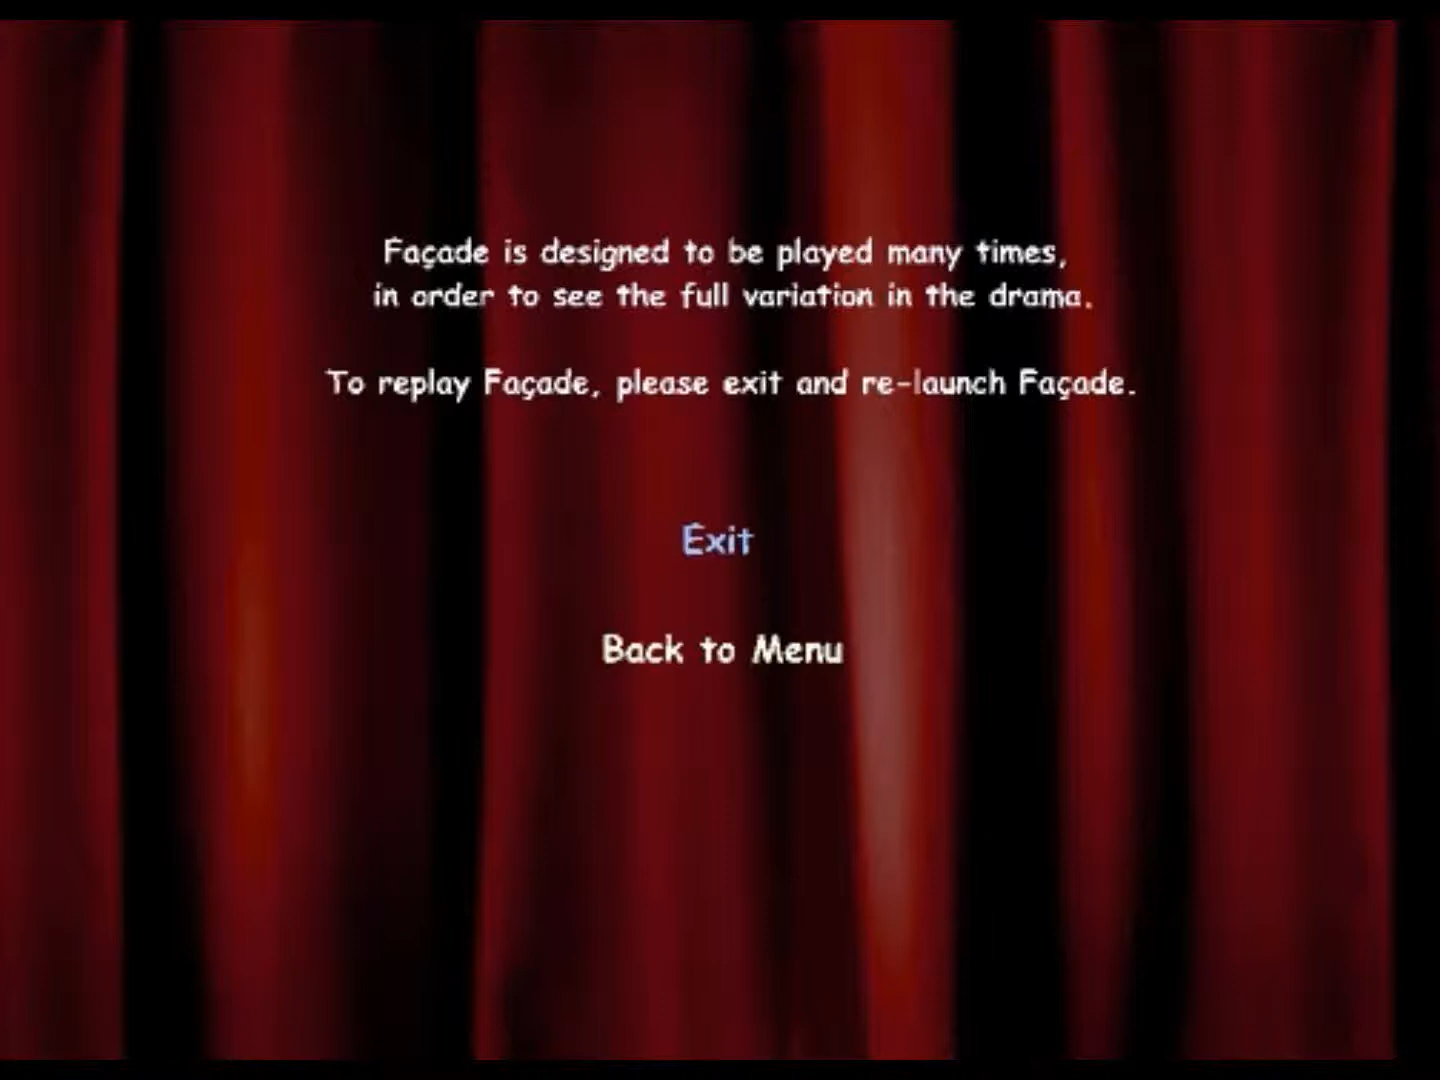 Façade is designed to be played many times,
in order to see the full variation in the drama.
To replay Façade, please exit and re-launch Façade.
Exit
Back to Menu